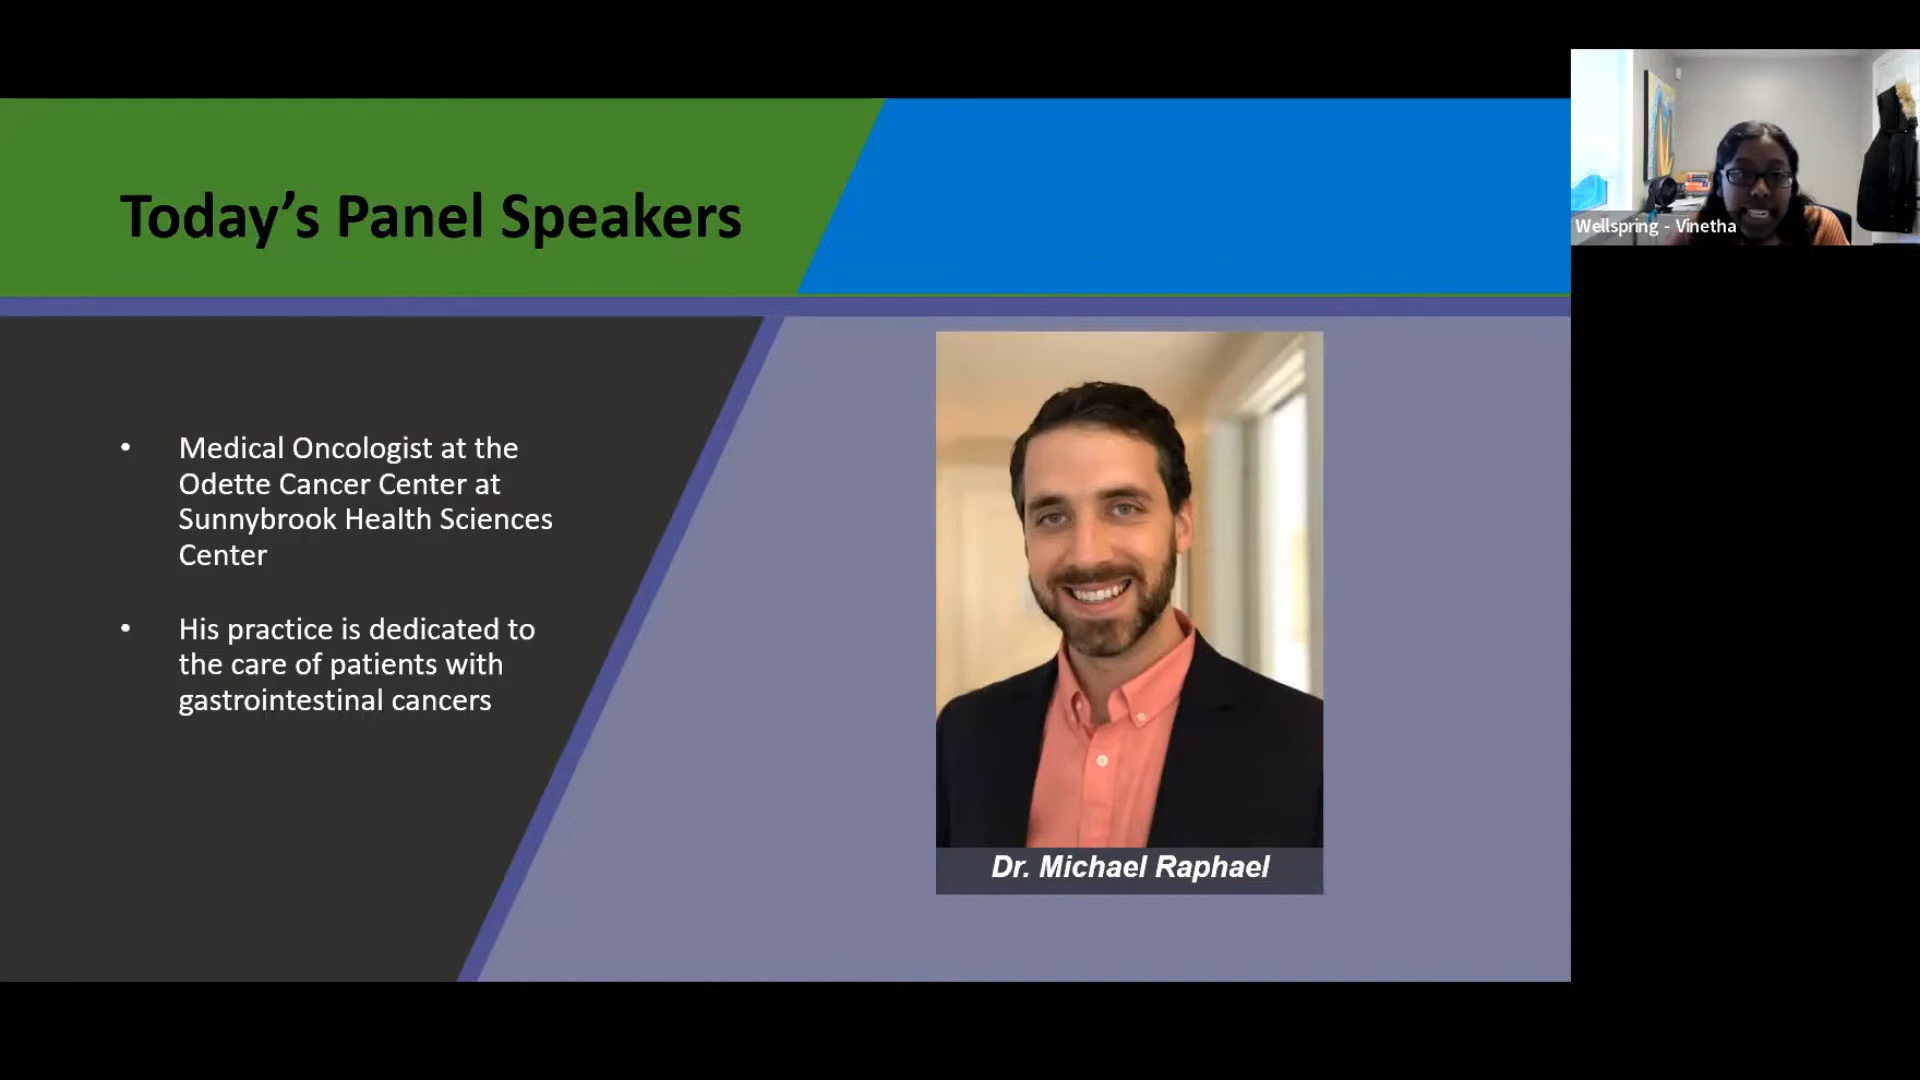 Today’s Panel Speakers
Wellspring - Vinetha
• Medical Oncologist at the
Odette Cancer Center at
Sunnybrook Health Sciences
Center
• His practice is dedicated to
the care of patients with
gastrointestinal cancers
Dr. Michael Raphael